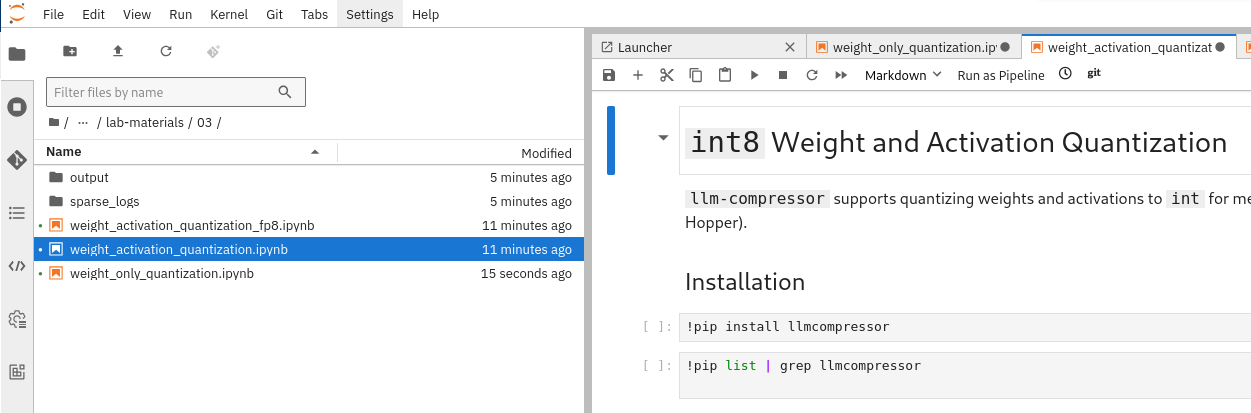 File Edit View Run Kernel Git Tabs Settings Help
Launcher weight_only_quantization.ip weight_activation_quantizat
Markdown Run as Pipeline git
Filter files by name
/ ··· / lab-materials / 03 /
Name Modified
output 5 minutes ago
sparse_logs 5 minutes ago
weight_activation_quantization_fp8.ipynb 11 minutes ago
weight_activation_quantization.ipynb 11 minutes ago
weight_only_quantization.ipynb 15 seconds ago
int8 Weight and Activation Quantization
llm-compressor supports quantizing weights and activations to int for me
Hopper).
Installation
[ ]: !pip install llmcompressor
[ ]: !pip list | grep llmcompressor